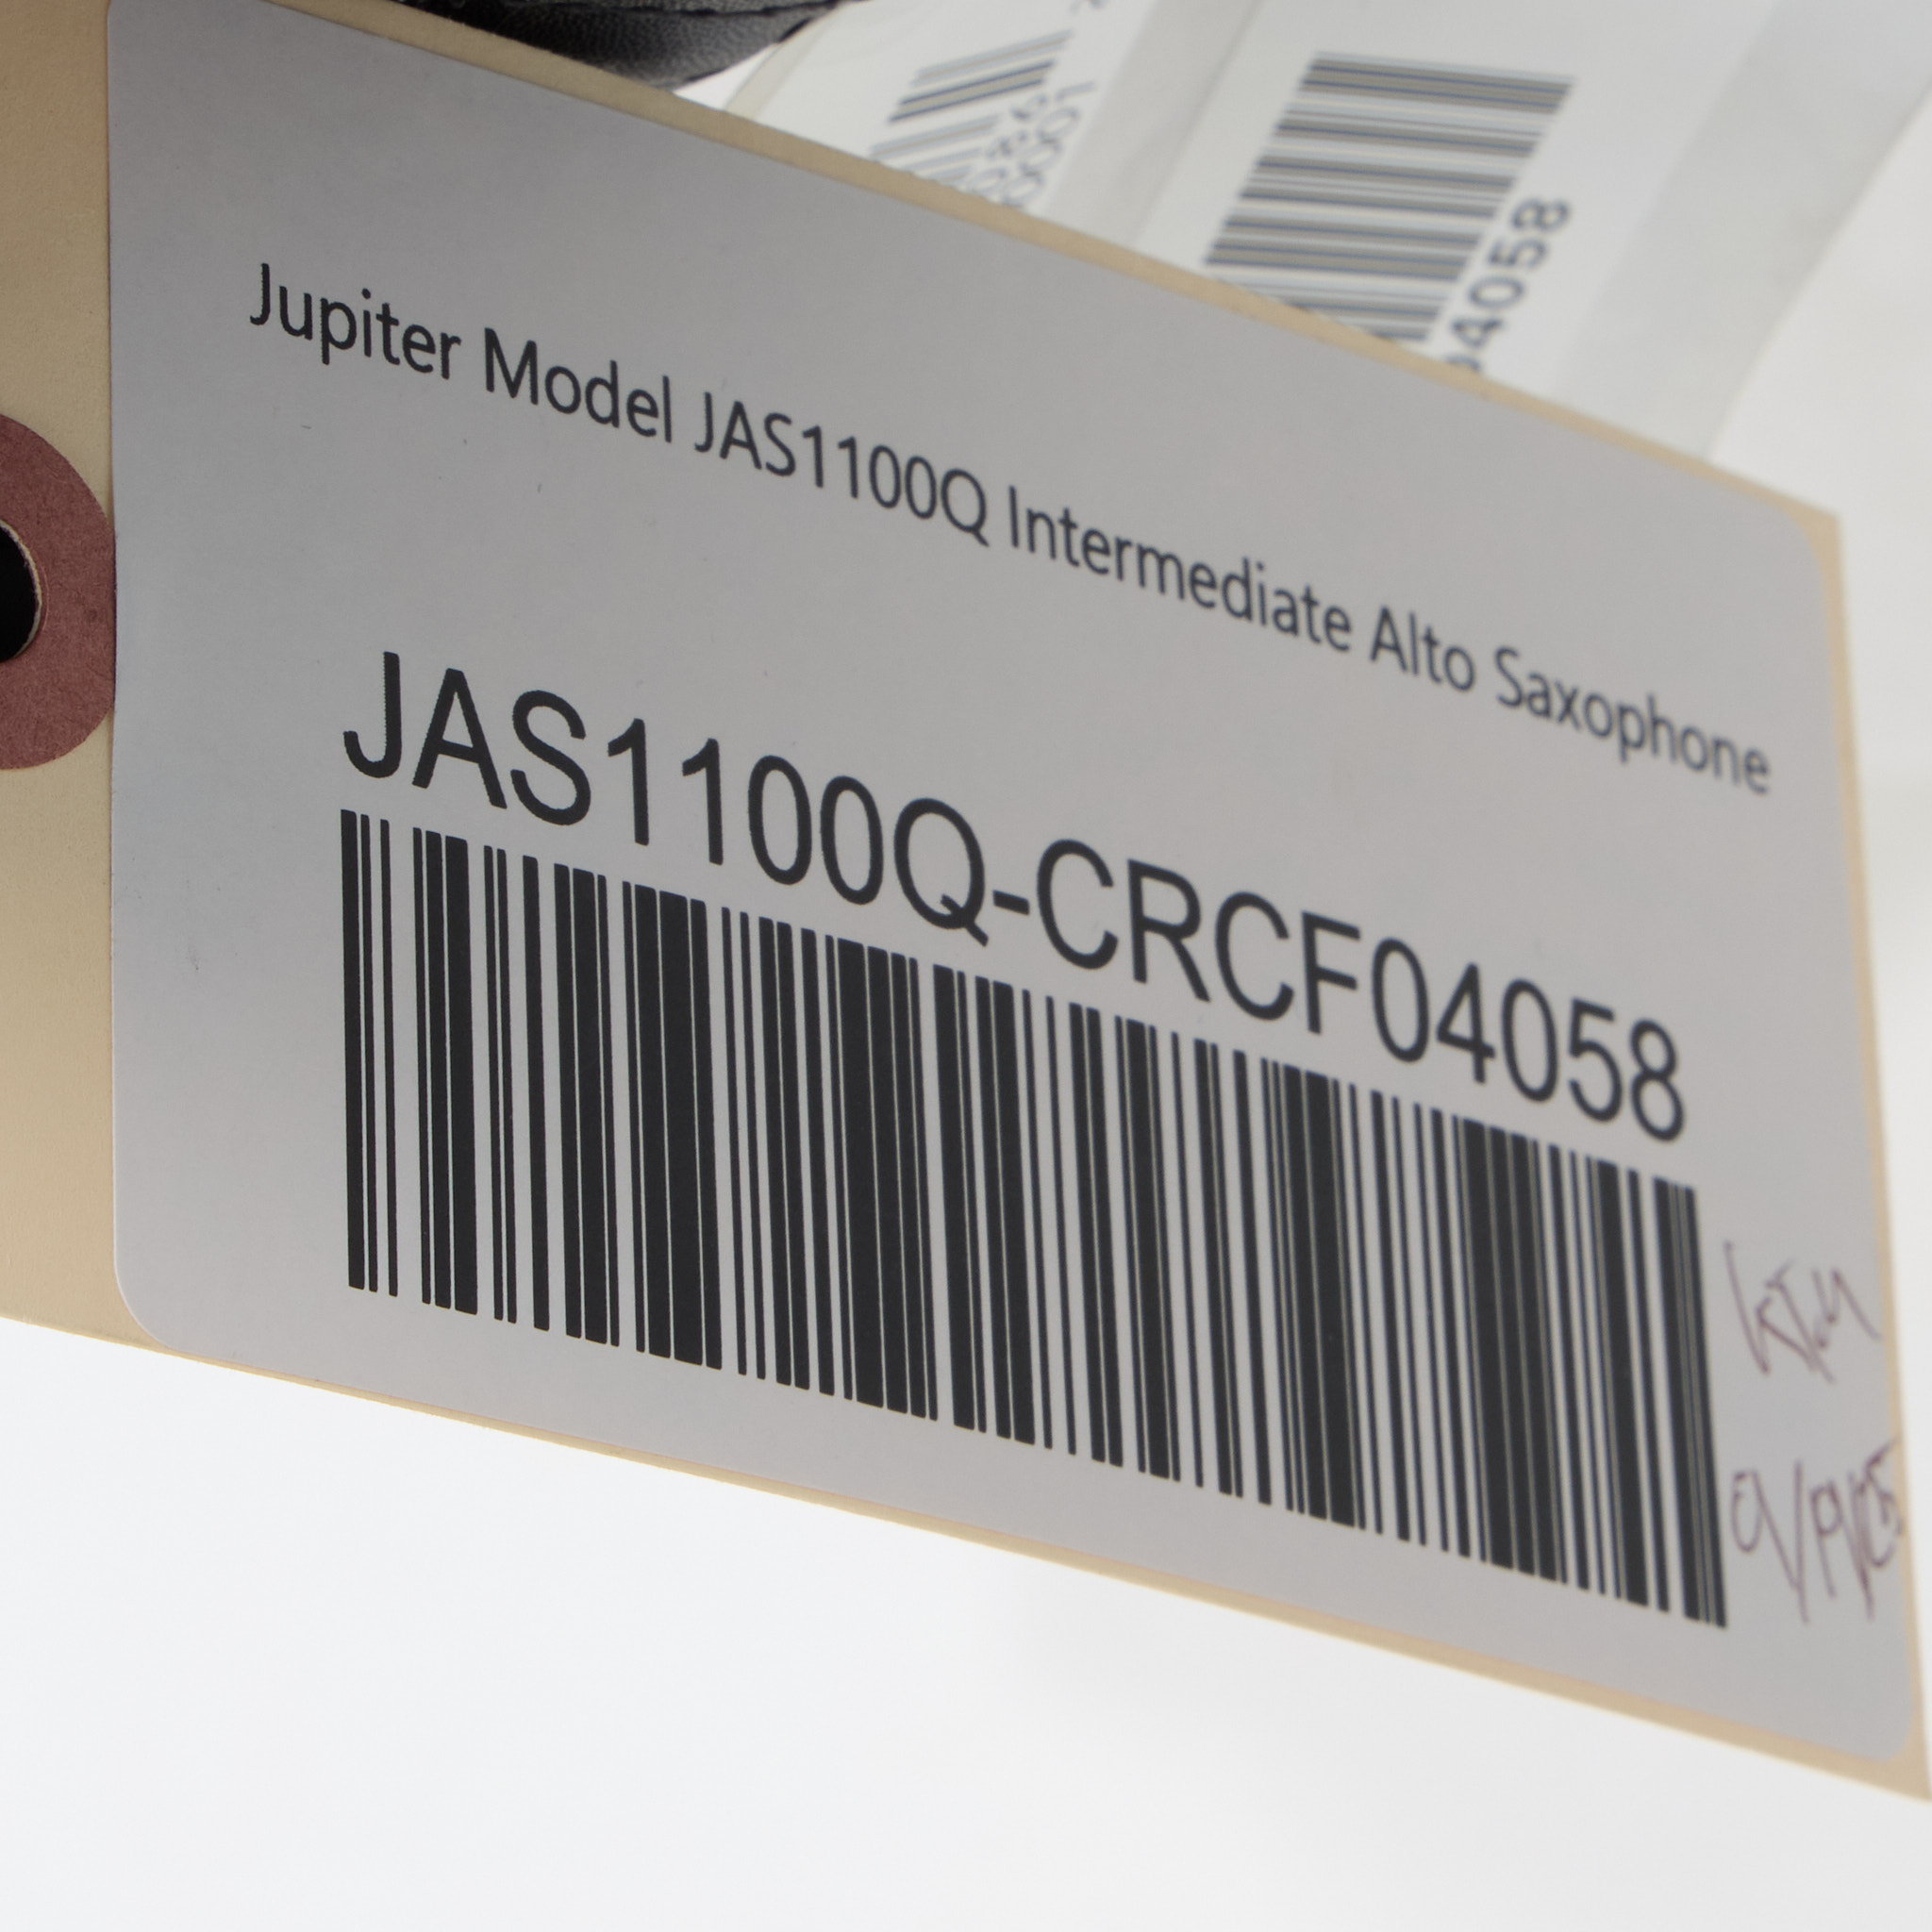 04058
Jupiter Model JAS1100Q Intermediate Alto Saxophone
JAS1100Q-CRCF04058